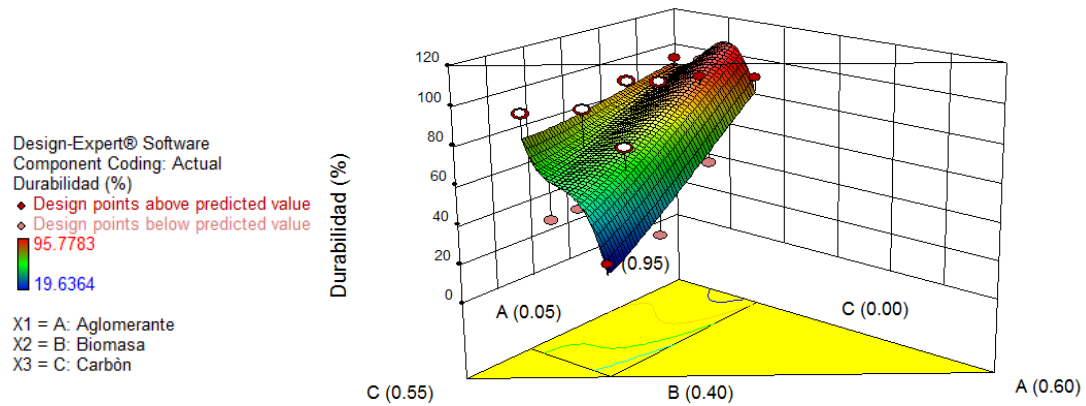 Design-Expert® Software
Component Coding: Actual
Durabilidad (%)
Design points above predicted value
Design points below predicted value
95.7783
19.6364
X1 = A: Aglomerante
X2 = B: Biomasa
X3 = C: Carbòn
Durabilidad (%)
120
100
80
60
40
20
0
(0.95)
A (0.05)
C (0.00)
C (0.55)
B (0.40)
A (0.60)